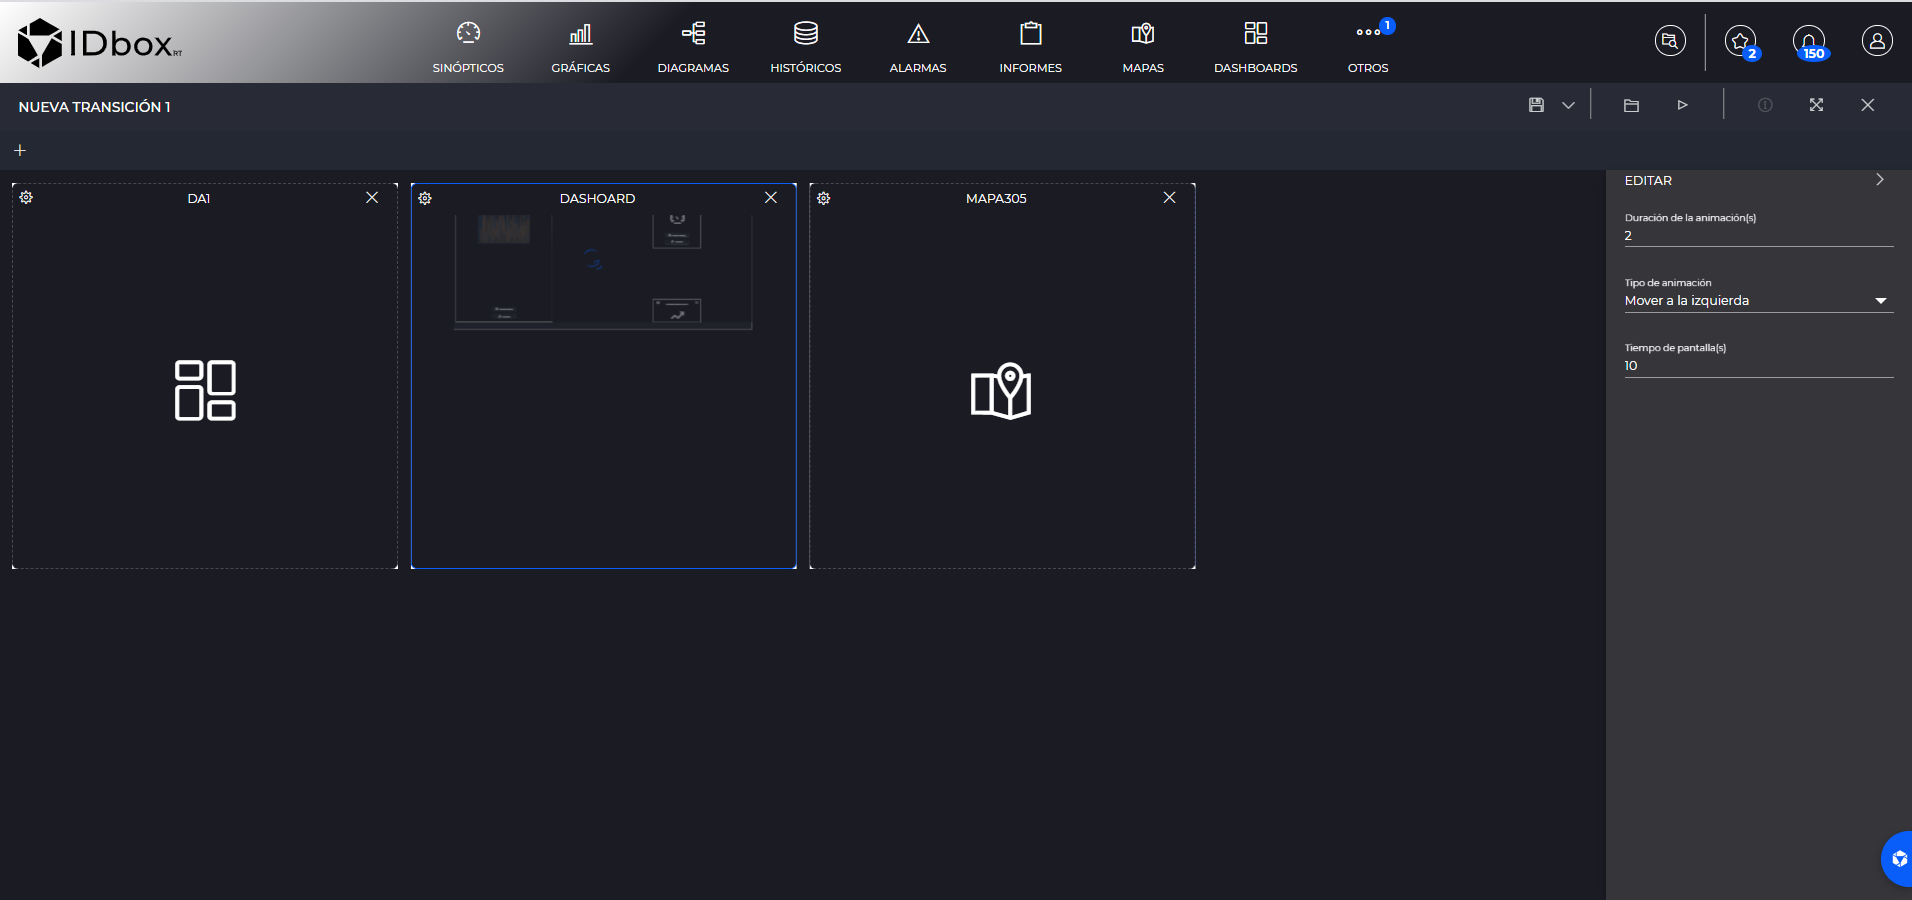 IDbox RT
SINÓPTICOS
GRÁFICAS
DIAGRAMAS
HISTÓRICOS
ALARMAS
INFORMES
MAPAS
DASHBOARDS
1
OTROS
2
150
NUEVA TRANSICIÓN 1
DA1
DASHOARD
MAPA305
EDITAR
Duración de la animación(s)
2
Tipo de animación
Mover a la izquierda
Tiempo de pantalla(s)
10